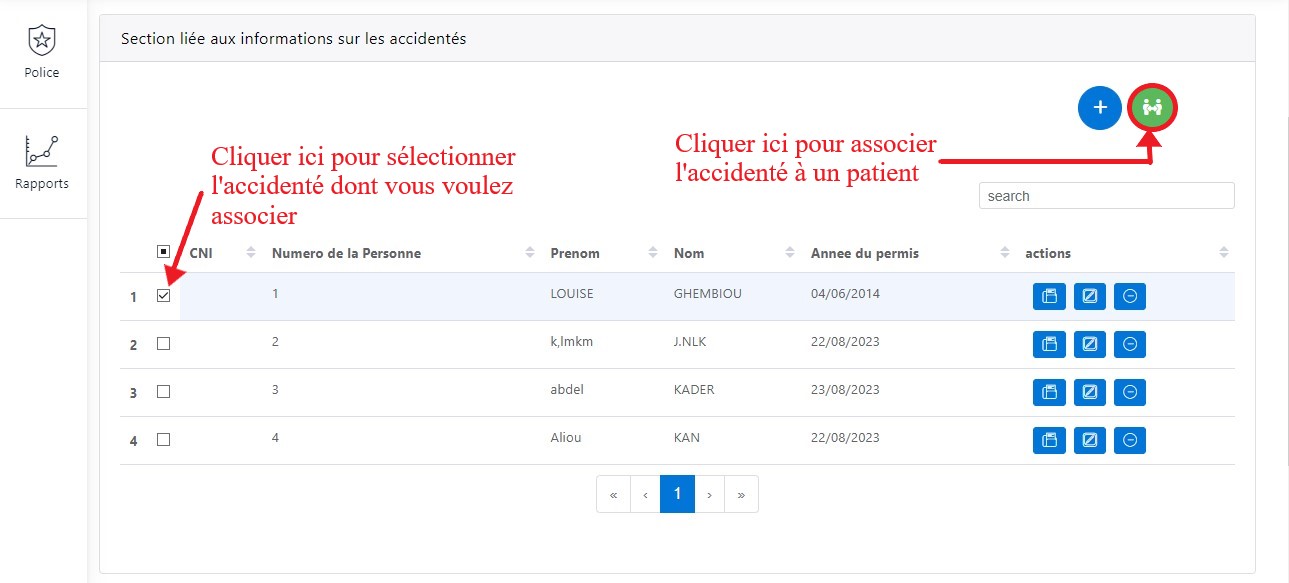 Section liée aux informations sur les accidentés
Police
Rapports
+
Cliquer ici pour sélectionner
l'accidenté dont vous voulez
associer
Cliquer ici pour associer
l'accidenté à un patient
search
CNI Numero de la Personne Prenom Nom Annee du permis actions
1 1 LOUISE GHEMBIOU 04/06/2014
2 2 k,lmkm J.NLK 22/08/2023
3 3 abdel KADER 23/08/2023
4 4 Aliou KAN 22/08/2023
« ‹ 1 › »